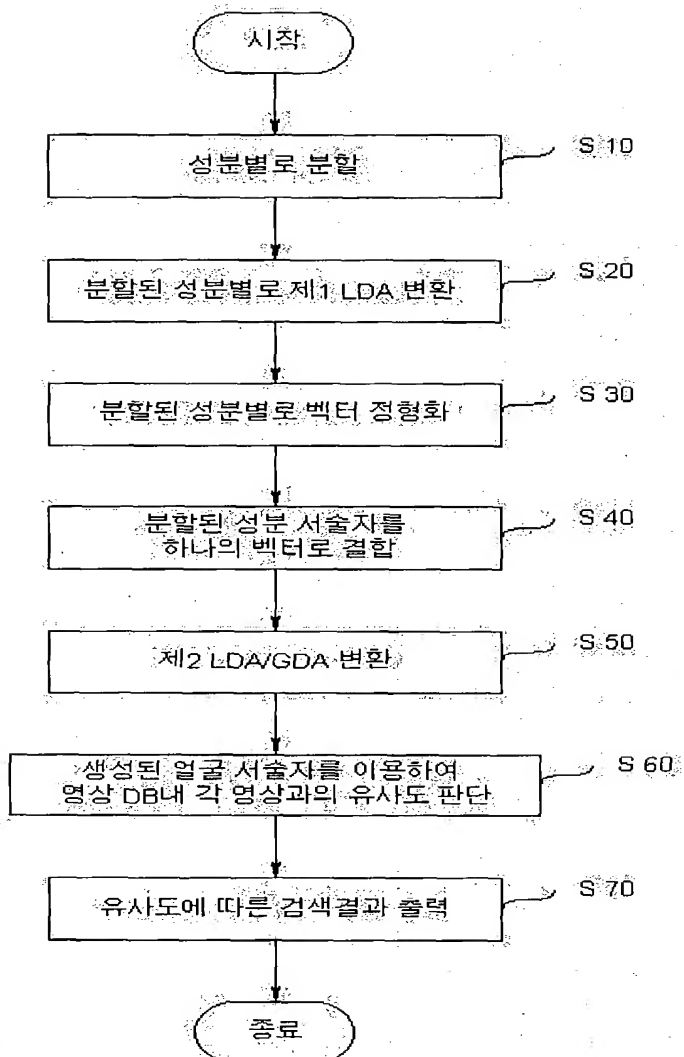 시작
성분별로 분할
S 10
분할된 성분별로 제1 LDA 변환
S 20
분할된 성분별로 벡터 정형화
S 30
분할된 성분 서술자를
하나의 벡터로 결합
S 40
제2 LDA/GDA 변환
S 50
생성된 얼굴 서술자를 이용하여
영상 DB내 각 영상과의 유사도 판단
S 60
유사도에 따른 검색결과 출력
S 70
종료